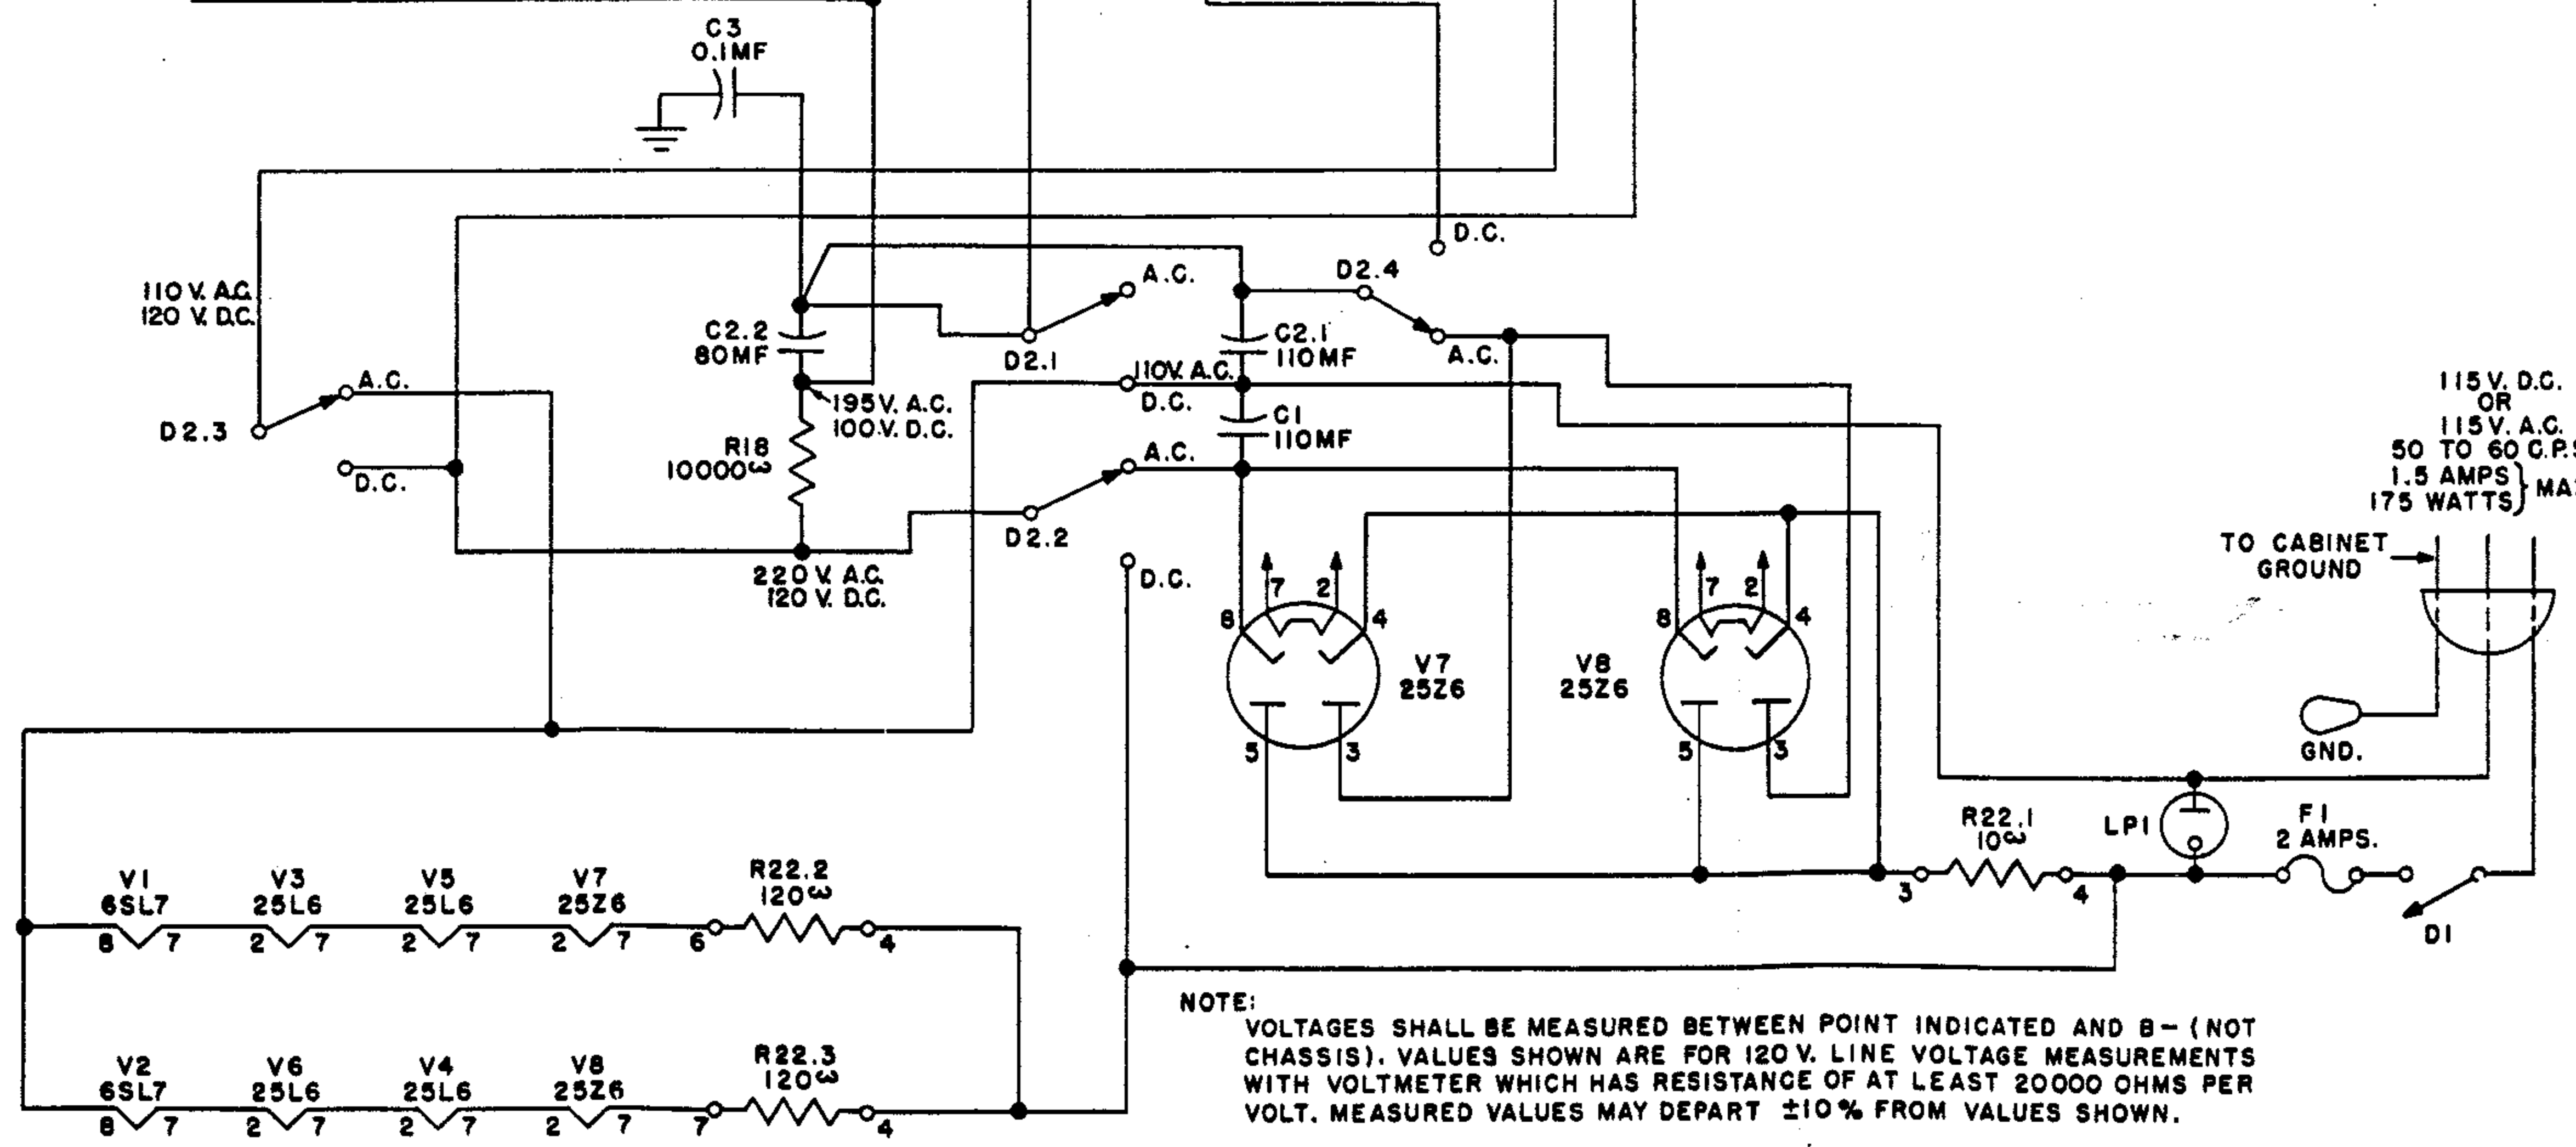 C3
0.1MF
D.C.
110 V. A.C.
120 V. D.C.
C2.2
80MF
A.C.
D2.1
D2.4
C2.1
110MF
A.C.
A.C.
D2.3
D.C.
195 V. A.C.
100 V. D.C.
R18
10000ω
110V. A.C.
D.C.
C1
110MF
A.C.
D2.2
D.C.
220 V. A.C.
120 V. D.C.
115 V. D.C.
OR
115 V. A.C.
50 TO 60 C.P.S
1.5 AMPS
175 WATTS
TO CABINET
GROUND
8 7 2 4
V7
25Z6
5 3
8 7 2 4
V8
25Z6
5 3
GND.
R22.1
10ω
3 4
LP1
F1
2 AMPS.
D1
V1
6SL7
8 7
V3
25L6
2 7
V5
25L6
2 7
V7
25Z6
2 7
R22.2
120ω
6 4
V2
6SL7
8 7
V6
25L6
2 7
V4
25L6
2 7
V8
25Z6
2 7
R22.3
120ω
7 4
NOTE:
VOLTAGES SHALL BE MEASURED BETWEEN POINT INDICATED AND B- (NOT
CHASSIS). VALUES SHOWN ARE FOR 120 V. LINE VOLTAGE MEASUREMENTS
WITH VOLTMETER WHICH HAS RESISTANCE OF AT LEAST 20000 OHMS PER
VOLT. MEASURED VALUES MAY DEPART ±10% FROM VALUES SHOWN.